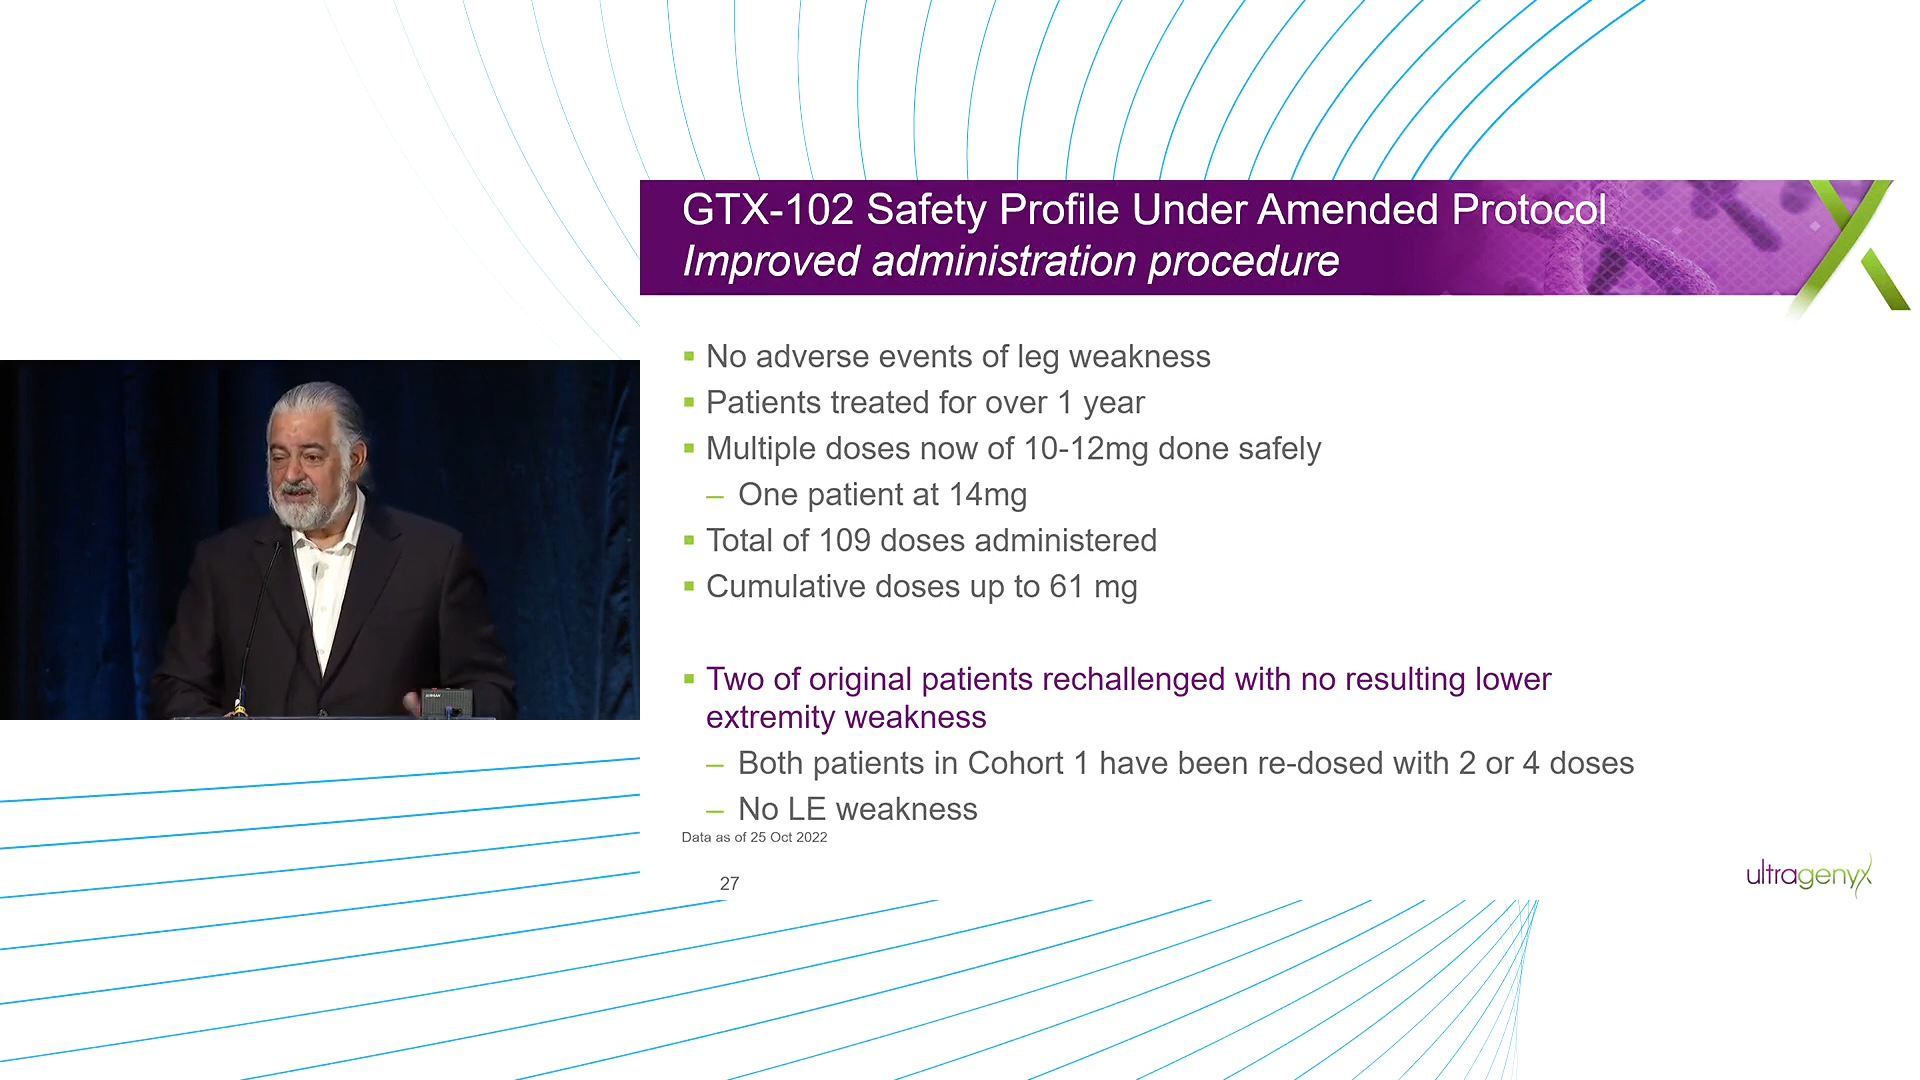 GTX-102 Safety Profile Under Amended Protocol
Improved administration procedure
No adverse events of leg weakness
Patients treated for over 1 year
Multiple doses now of 10-12mg done safely
– One patient at 14mg
Total of 109 doses administered
Cumulative doses up to 61 mg
Two of original patients rechallenged with no resulting lower
extremity weakness
– Both patients in Cohort 1 have been re-dosed with 2 or 4 doses
– No LE weakness
Data as of 25 Oct 2022
27
ultragenyx